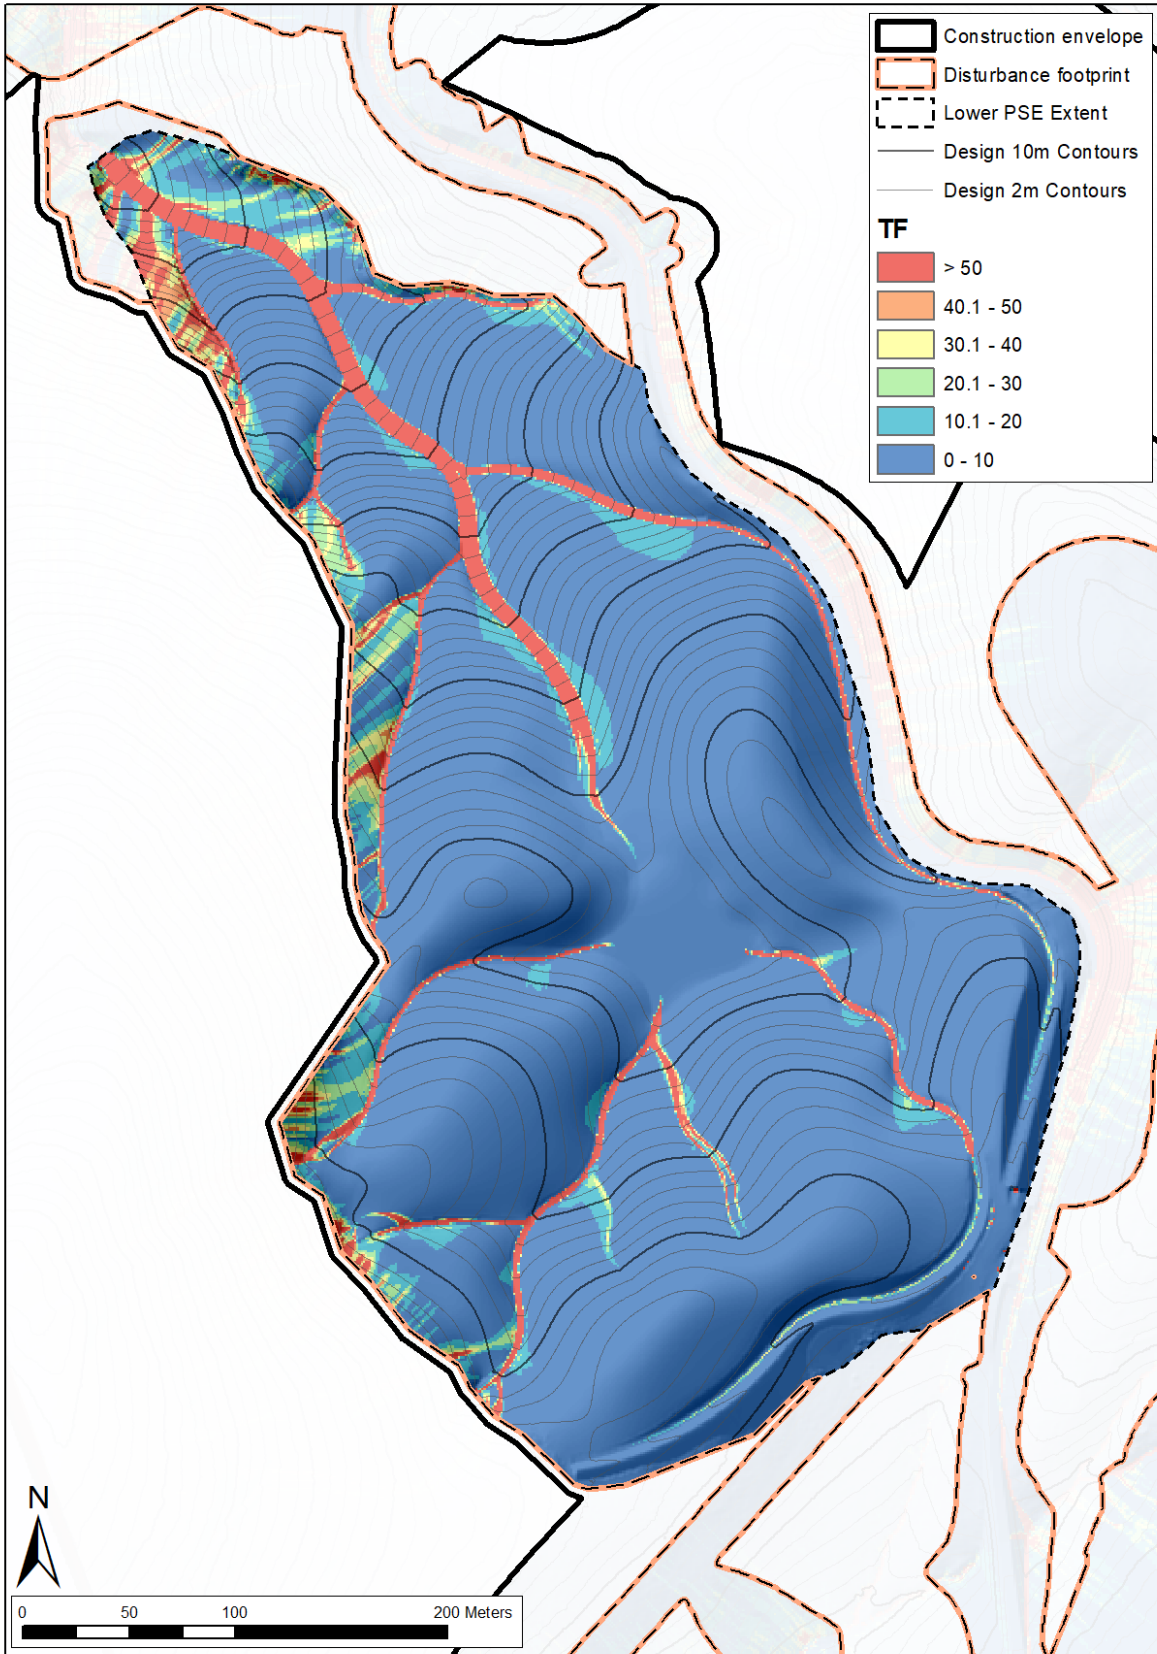 Construction envelope
Disturbance footprint
Lower PSE Extent
Design 10m Contours
Design 2m Contours
TF
> 50
40.1 - 50
30.1 - 40
20.1 - 30
10.1 - 20
0 - 10
N
0 50 100 200 Meters